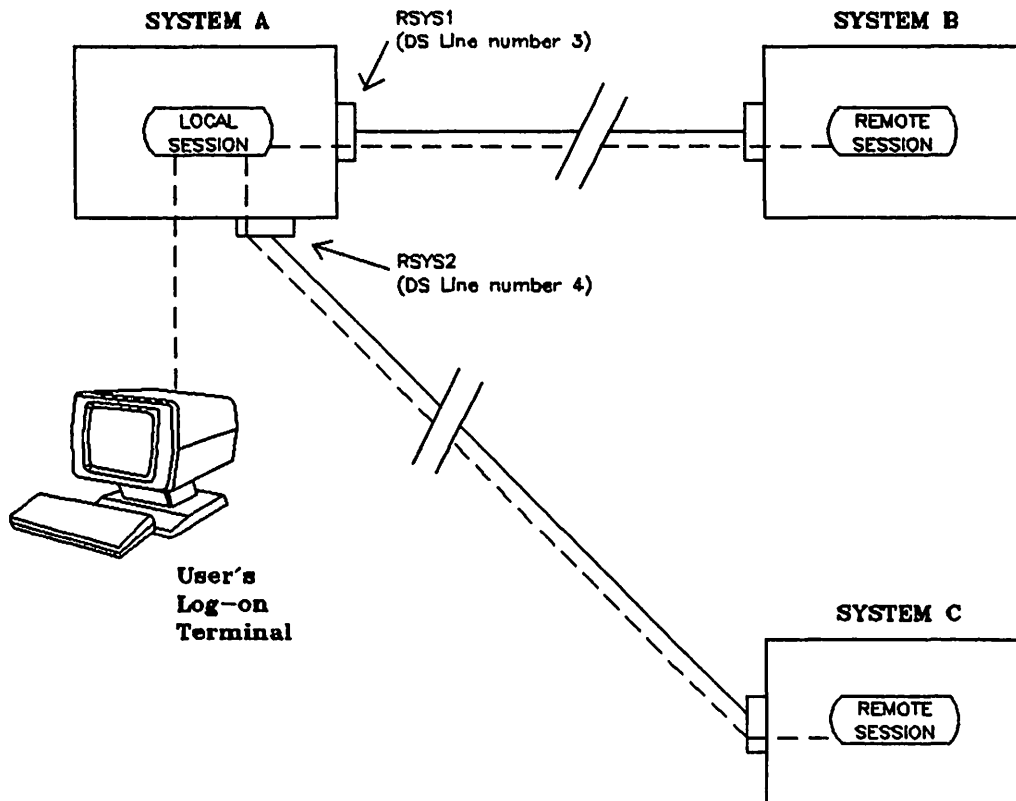 SYSTEM A
RSYS1
(DS Line number 3)
SYSTEM B
LOCAL
SESSION
REMOTE
SESSION
RSYS2
(DS Line number 4)
User's
Log-on
Terminal
SYSTEM C
REMOTE
SESSION